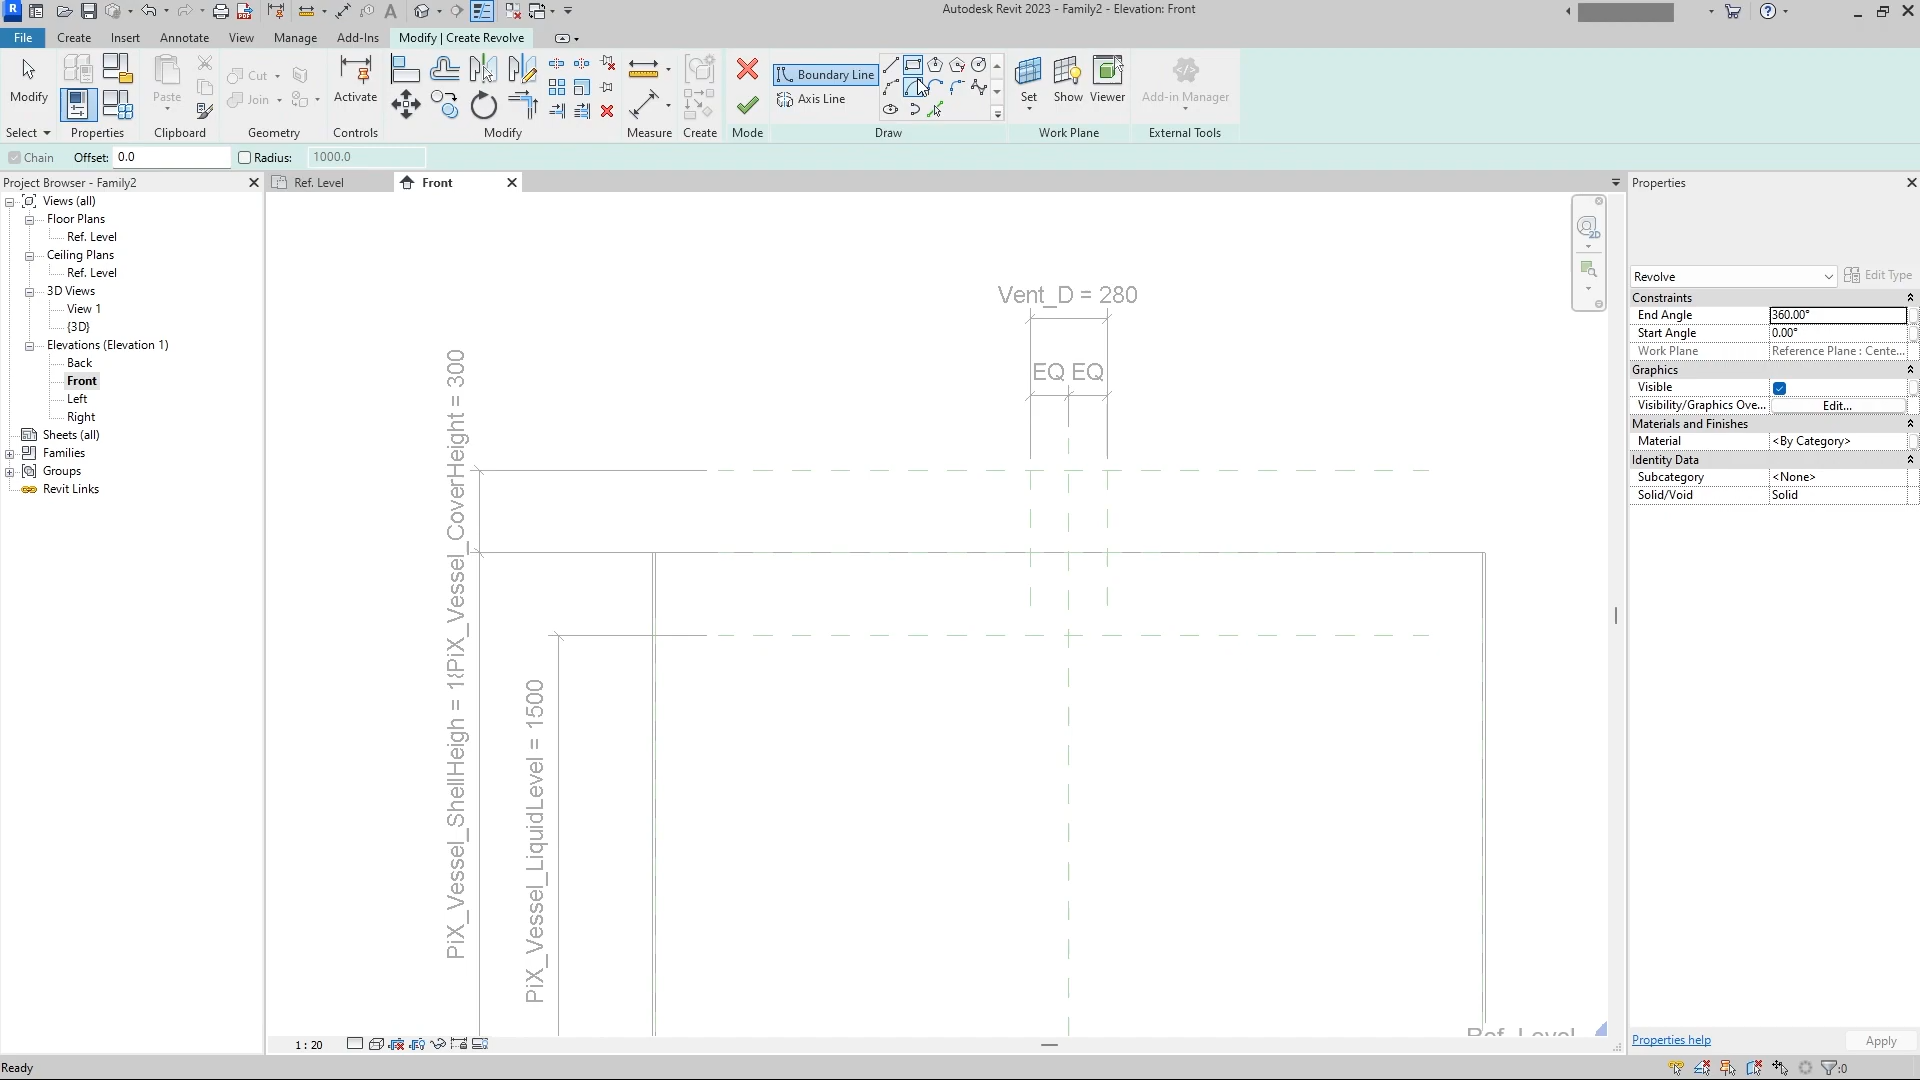 Autodesk Revit 2023 - Family2 - Elevation: Front
File
Create
Insert
Annotate
View
Manage
Add-Ins
Modify | Create Revolve
Modify
Paste
Cut
Join
Activate
Boundary Line
Axis Line
Set
Show
Viewer
Add-in Manager
Select
Properties
Clipboard
Geometry
Controls
Modify
Measure
Create
Mode
Draw
Work Plane
External Tools
Chain
Offset: 0.0
Radius: 1000.0
Project Browser - Family2
Views (all)
Floor Plans
Ref. Level
Ceiling Plans
Ref. Level
3D Views
View 1
{3D}
Elevations (Elevation 1)
Back
Front
Left
Right
Sheets (all)
Families
Groups
Revit Links
Ref. Level
Front
2D
Vent_D = 280
EQ EQ
PiX_Vessel_CoverHeight = 300
PiX_Vessel_ShellHeigh = 1
PiX_Vessel_LiquidLevel = 1500
Ref. Level
1 : 20
Properties
Revolve
Edit Type
Constraints
End Angle 360.00°
Start Angle 0.00°
Work Plane Reference Plane : Cente...
Graphics
Visible
Visibility/Graphics Ove... Edit...
Materials and Finishes
Material <By Category>
Identity Data
Subcategory <None>
Solid/Void Solid
Properties help
Apply
Ready
:0